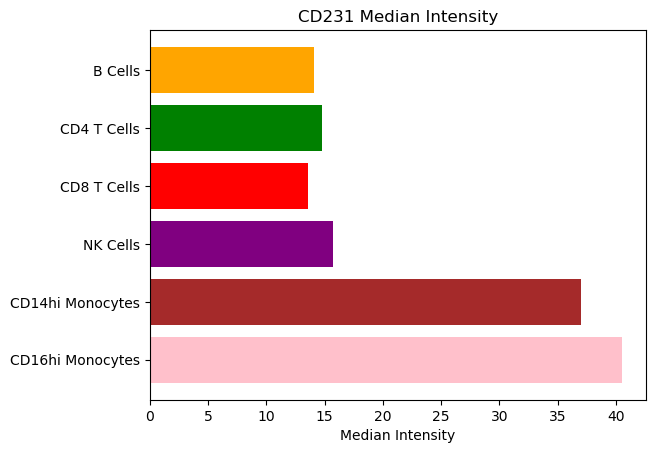 CD231 Median Intensity
B Cells
CD4 T Cells
CD8 T Cells
NK Cells
CD14hi Monocytes
CD16hi Monocytes
0 5 10 15 20 25 30 35 40
Median Intensity